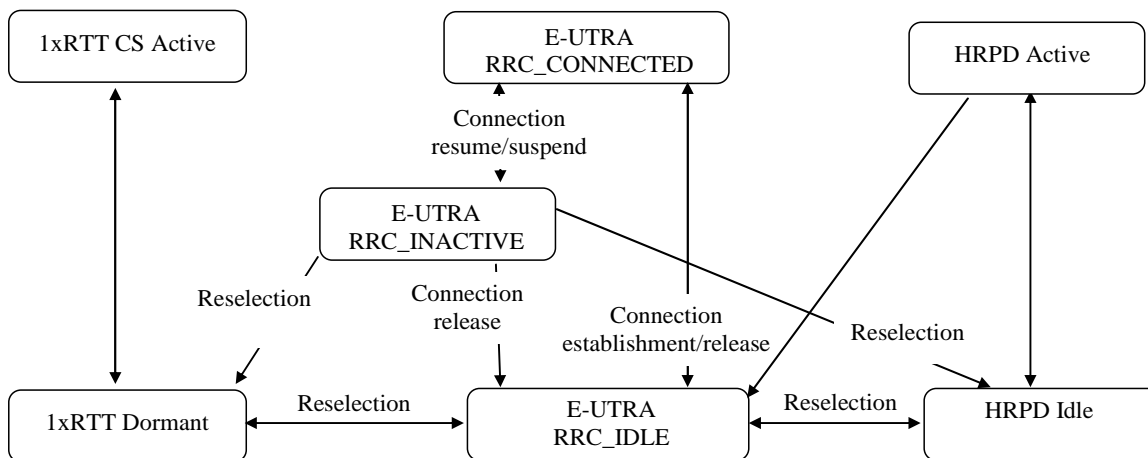 1xRTT CS Active
E-UTRA
RRC_CONNECTED
HRPD Active
Connection
resume/suspend
E-UTRA
RRC_INACTIVE
Reselection
Connection
release
Connection
establishment/release
Reselection
1xRTT Dormant
Reselection
E-UTRA
RRC_IDLE
Reselection
HRPD Idle